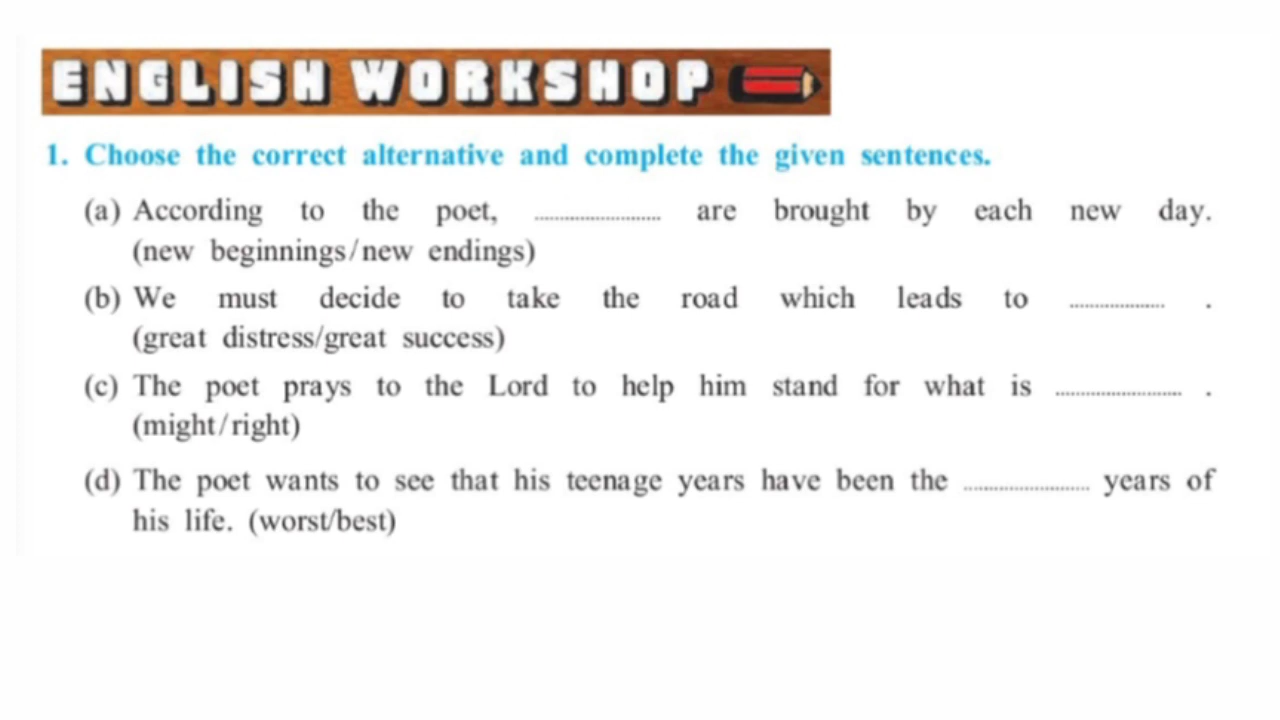 ENGLISH WORKSHOP
1. Choose the correct alternative and complete the given sentences.
(a) According to the poet, ........................ are brought by each new day.
(new beginnings/new endings)
(b) We must decide to take the road which leads to .................. .
(great distress/great success)
(c) The poet prays to the Lord to help him stand for what is ........................ .
(might/right)
(d) The poet wants to see that his teenage years have been the ........................ years of
his life. (worst/best)